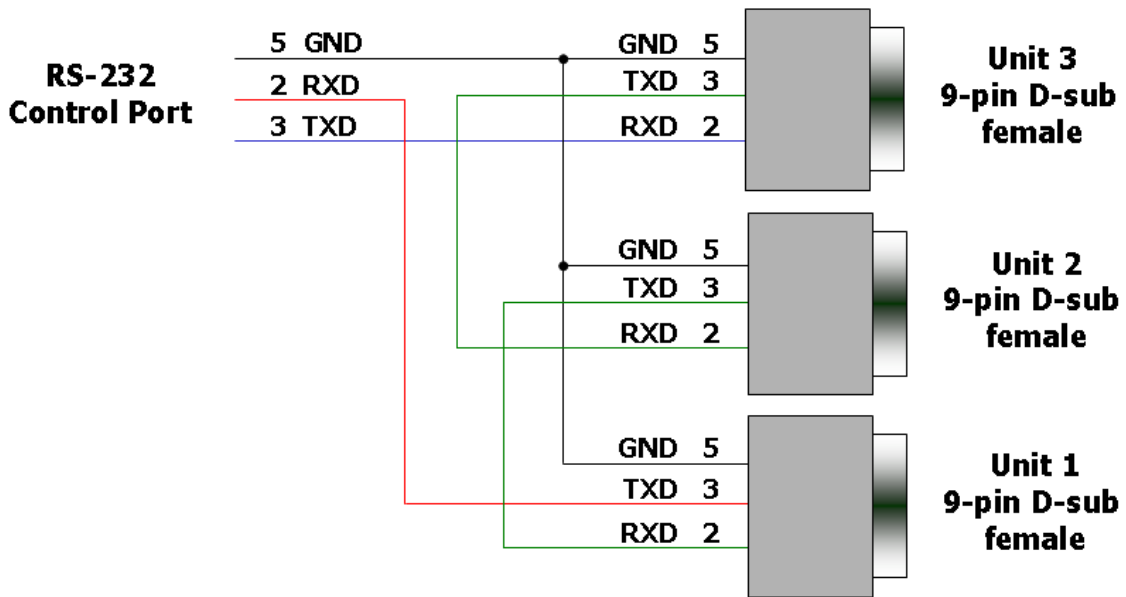 RS-232
Control Port
5 GND
2 RXD
3 TXD
GND 5
TXD 3
RXD 2
Unit 3
9-pin D-sub
female
GND 5
TXD 3
RXD 2
Unit 2
9-pin D-sub
female
GND 5
TXD 3
RXD 2
Unit 1
9-pin D-sub
female